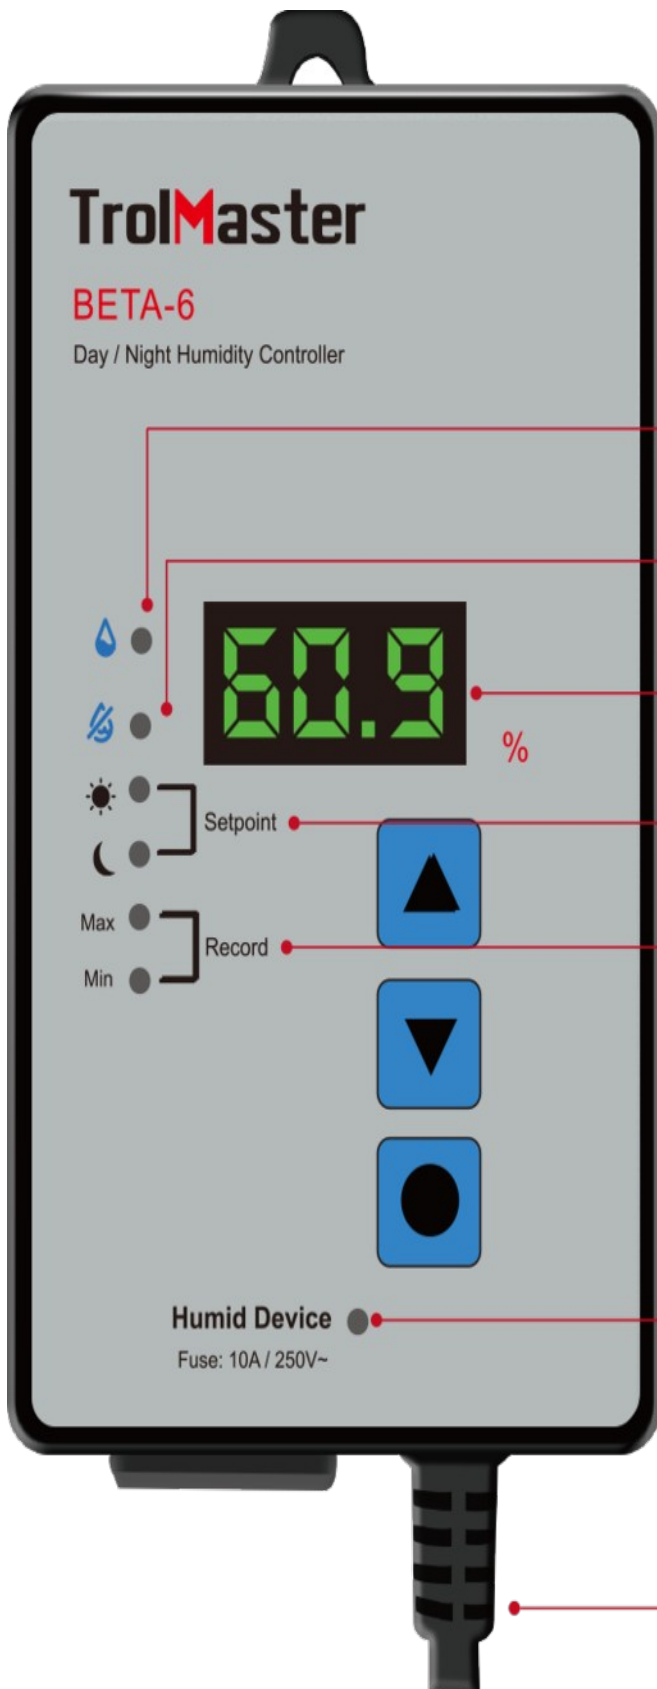 TrolMaster
BETA-6
Day / Night Humidity Controller
60.9
%
Setpoint
Max
Record
Min
Humid Device
Fuse: 10A / 250V~